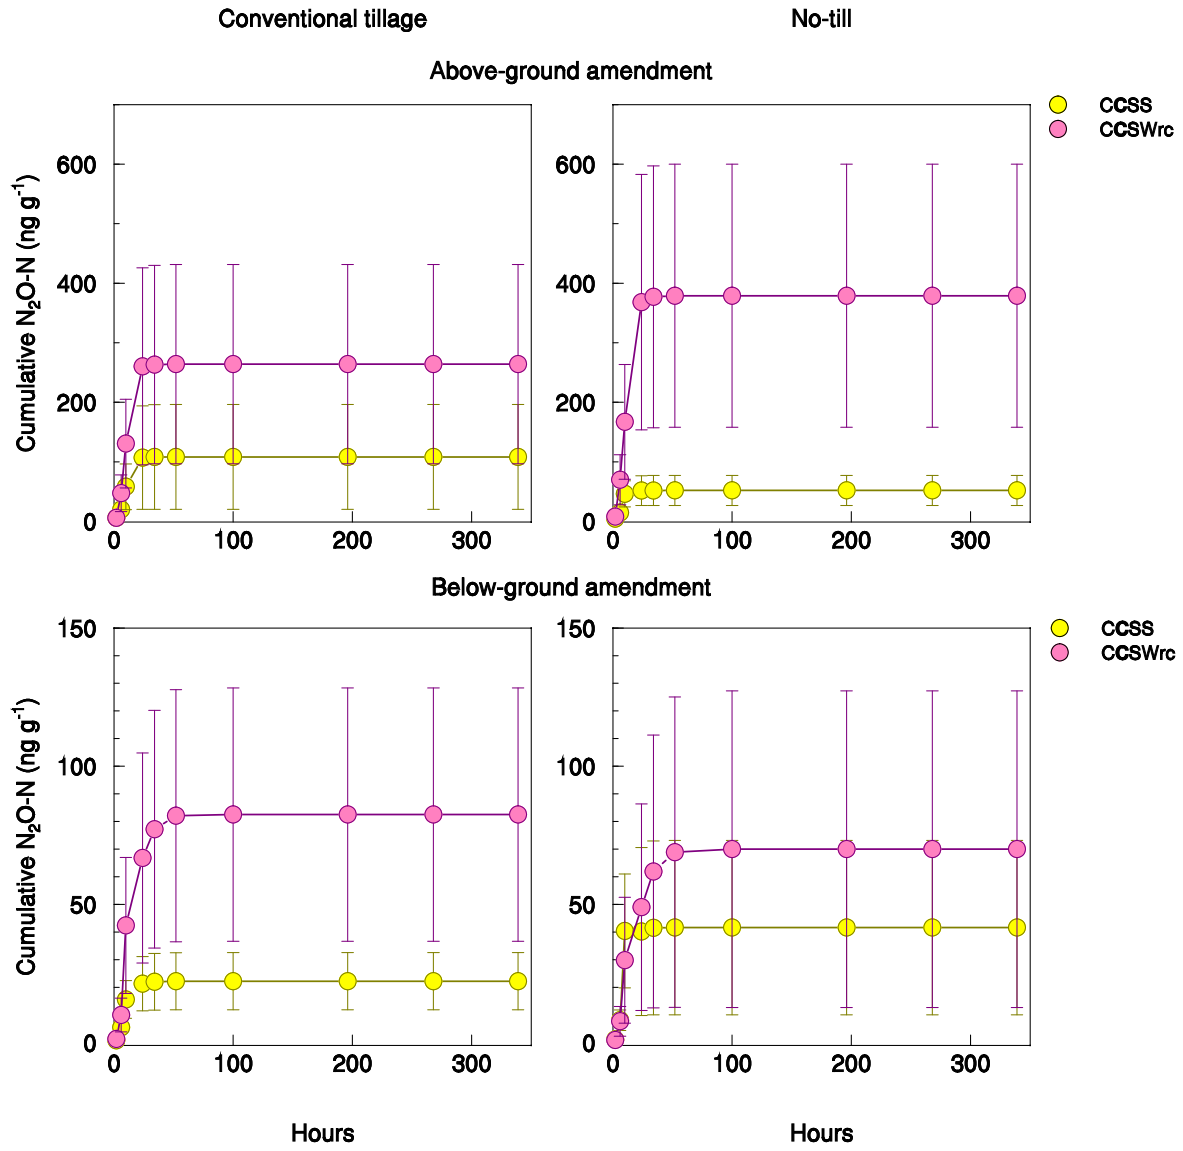 Conventional tillage No-till
Above-ground amendment
CCSS
CCSWrc
Cumulative N₂O-N (ng g⁻¹)
600
400
200
0
0 100 200 300
600
400
200
0
0 100 200 300
Below-ground amendment
CCSS
CCSWrc
Cumulative N₂O-N (ng g⁻¹)
150
100
50
0
0 100 200 300
150
100
50
0
0 100 200 300
Hours Hours